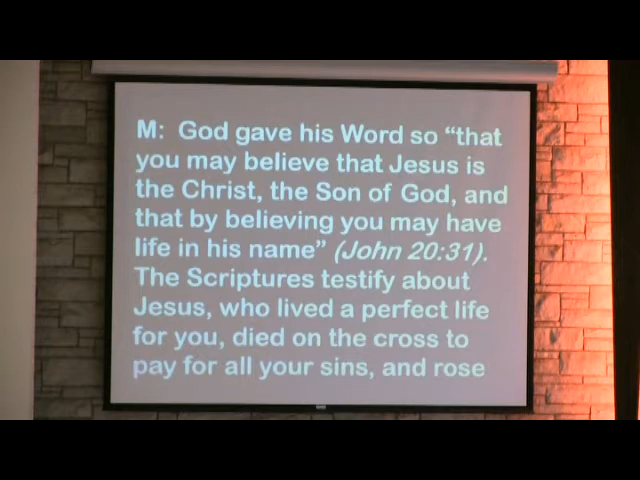 M: God gave his Word so “that
you may believe that Jesus is
the Christ, the Son of God, and
that by believing you may have
life in his name” (John 20:31).
The Scriptures testify about
Jesus, who lived a perfect life
for you, died on the cross to
pay for all your sins, and rose